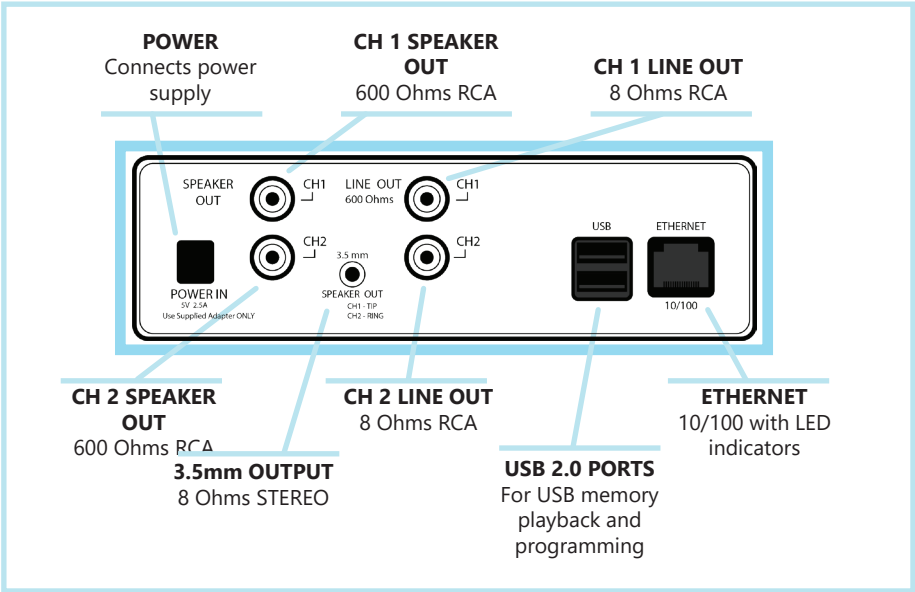 POWER
Connects power
supply
CH 1 SPEAKER
OUT
600 Ohms RCA
CH 1 LINE OUT
8 Ohms RCA
SPEAKER
OUT
CH1
LINE OUT
600 Ohms
CH1
CH2
CH2
3.5 mm
SPEAKER OUT
CH1 - TIP
CH2 - RING
POWER IN
5V 2.5A
Use Supplied Adapter ONLY
USB
ETHERNET
10/100
CH 2 SPEAKER
OUT
600 Ohms RCA
3.5mm OUTPUT
8 Ohms STEREO
CH 2 LINE OUT
8 Ohms RCA
USB 2.0 PORTS
For USB memory
playback and
programming
ETHERNET
10/100 with LED
indicators